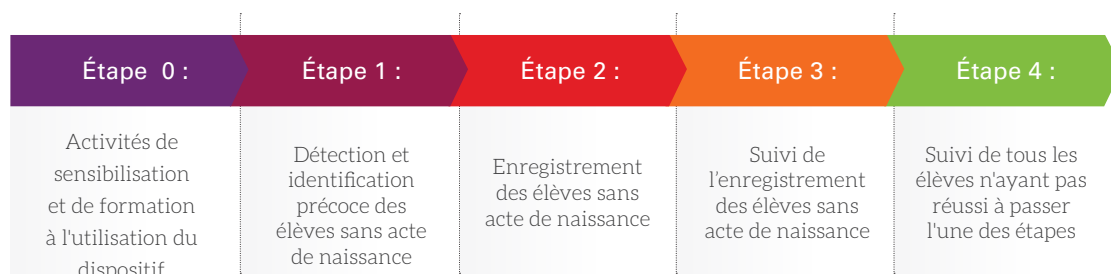 Étape 0 :
Activités de
sensibilisation
et de formation
à l'utilisation du
dispositif
Étape 1 :
Détection et
identification
précoce des
élèves sans acte
de naissance
Étape 2 :
Enregistrement
des élèves sans
acte de naissance
Étape 3 :
Suivi de
l’enregistrement
des élèves sans
acte de naissance
Étape 4 :
Suivi de tous les
élèves n'ayant pas
réussi à passer
l'une des étapes